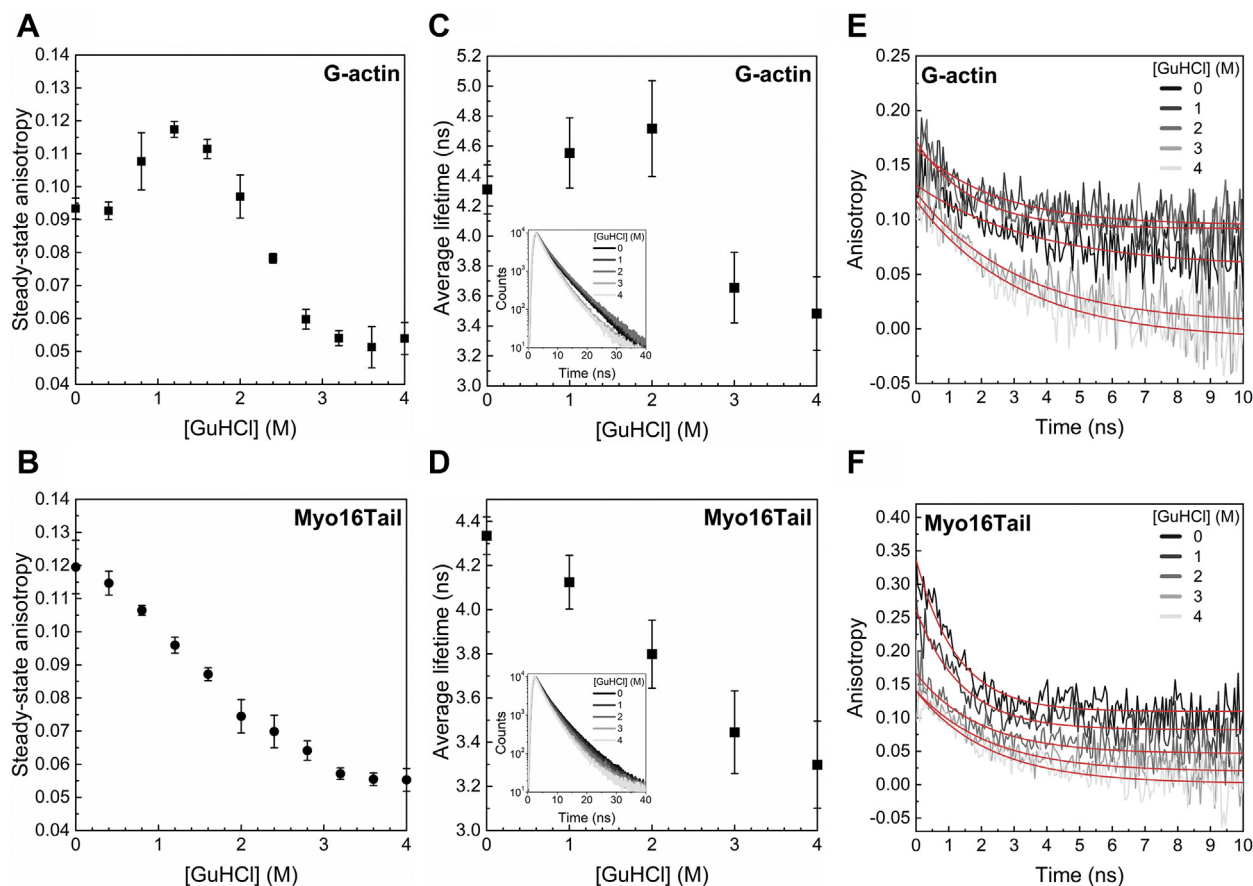 A
G-actin
Steady-state anisotropy
0.14
0.13
0.12
0.11
0.10
0.09
0.08
0.07
0.06
0.05
0.04
0 1 2 3 4
[GuHCl] (M)
C
G-actin
Average lifetime (ns)
5.2
5.0
4.8
4.6
4.4
4.2
4.0
3.8
3.6
3.4
3.2
3.0
0 1 2 3 4
[GuHCl] (M)
Counts
10⁴
10³
10²
10¹
0 10 20 30 40
Time (ns)
[GuHCl] (M)
0
1
2
3
4
E
G-actin
[GuHCl] (M)
0
1
2
3
4
Anisotropy
0.25
0.20
0.15
0.10
0.05
0.00
-0.05
0 1 2 3 4 5 6 7 8 9 10
Time (ns)
B
Myo16Tail
Steady-state anisotropy
0.14
0.13
0.12
0.11
0.10
0.09
0.08
0.07
0.06
0.05
0.04
0 1 2 3 4
[GuHCl] (M)
D
Myo16Tail
Average lifetime (ns)
4.4
4.2
4.0
3.8
3.6
3.4
3.2
3.0
0 1 2 3 4
[GuHCl] (M)
Counts
10⁴
10³
10²
10¹
0 10 20 30 40
Time (ns)
[GuHCl] (M)
0
1
2
3
4
F
Myo16Tail
[GuHCl] (M)
0
1
2
3
4
Anisotropy
0.40
0.35
0.30
0.25
0.20
0.15
0.10
0.05
0.00
-0.05
0 1 2 3 4 5 6 7 8 9 10
Time (ns)